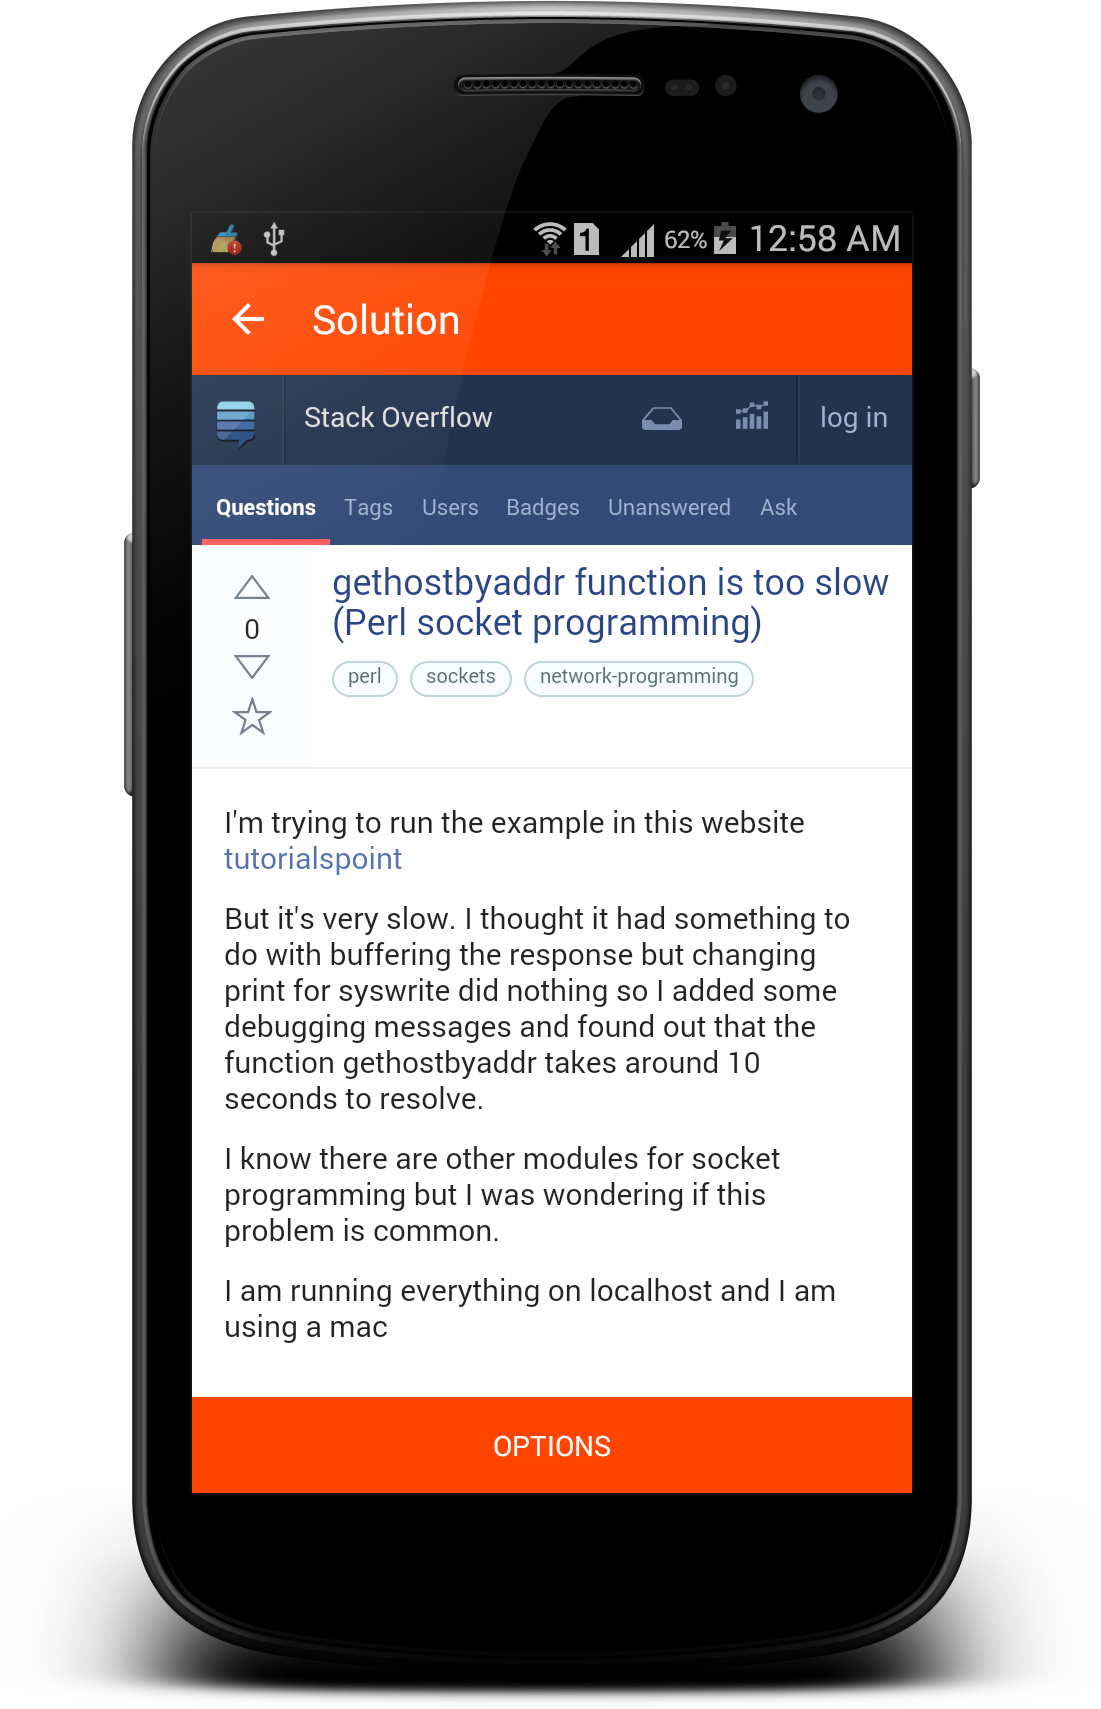 1 62% 12:58 AM
Solution
Stack Overflow log in
Questions Tags Users Badges Unanswered Ask
gethostbyaddr function is too slow
(Perl socket programming)
0
perl sockets network-programming
I'm trying to run the example in this website
tutorialspoint
But it's very slow. I thought it had something to
do with buffering the response but changing
print for syswrite did nothing so I added some
debugging messages and found out that the
function gethostbyaddr takes around 10
seconds to resolve.
I know there are other modules for socket
programming but I was wondering if this
problem is common.
I am running everything on localhost and I am
using a mac
OPTIONS